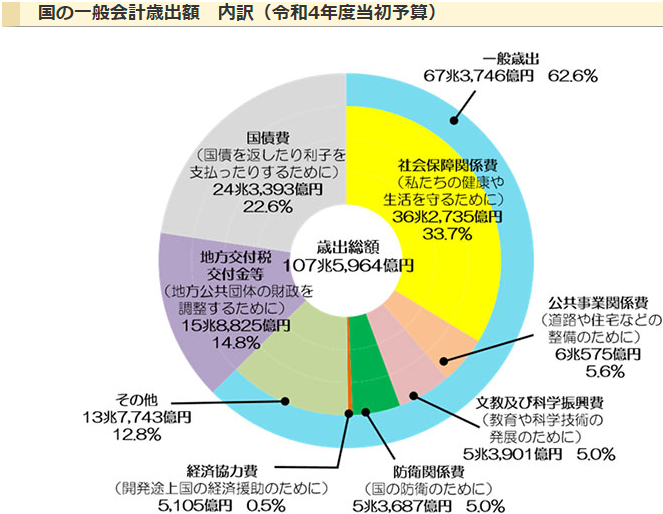 国の一般会計歳出額　内訳（令和4年度当初予算）
一般歳出
67兆3,746億円　62.6%
国債費
（国債を返したり利子を
支払ったりするために）
24兆3,393億円
22.6%
社会保障関係費
（私たちの健康や
生活を守るために）
36兆2,735億円
33.7%
歳出総額
107兆5,964億円
地方交付税
交付金等
（地方公共団体の財政を
調整するために）
15兆8,825億円
14.8%
公共事業関係費
（道路や住宅などの
整備のために）
6兆575億円
5.6%
その他
13兆7,743億円
12.8%
文教及び科学振興費
（教育や科学技術の
発展のために）
5兆3,901億円　5.0%
経済協力費
（開発途上国の経済援助のために）
5,105億円　0.5%
防衛関係費
（国の防衛のために）
5兆3,687億円　5.0%